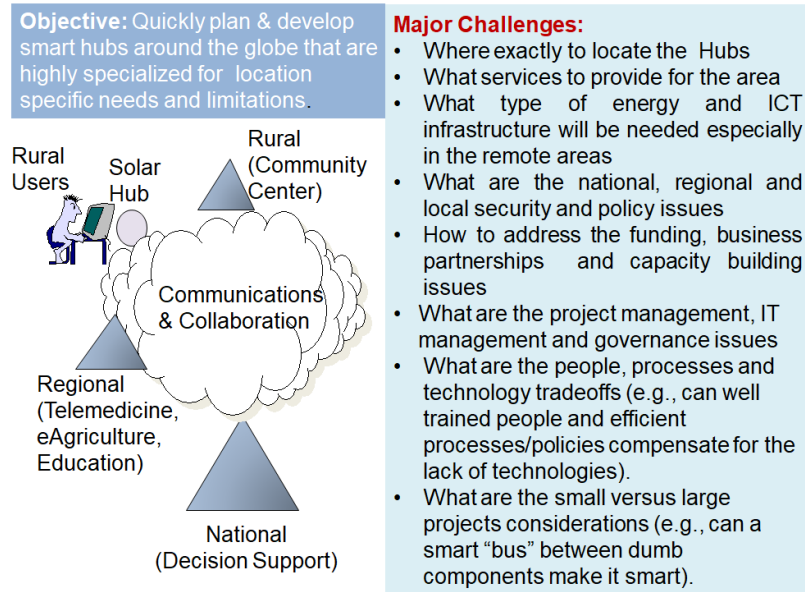 Objective: Quickly plan & develop
smart hubs around the globe that are
highly specialized for location
specific needs and limitations.
Rural
Users
Solar
Hub
Rural
(Community
Center)
Communications
& Collaboration
Regional
(Telemedicine,
eAgriculture,
Education)
National
(Decision Support)
Major Challenges:
• Where exactly to locate the Hubs
• What services to provide for the area
• What type of energy and ICT
infrastructure will be needed especially
in the remote areas
• What are the national, regional and
local security and policy issues
• How to address the funding, business
partnerships and capacity building
issues
• What are the project management, IT
management and governance issues
• What are the people, processes and
technology tradeoffs (e.g., can well
trained people and efficient
processes/policies compensate for the
lack of technologies).
• What are the small versus large
projects considerations (e.g., can a
smart “bus” between dumb
components make it smart).